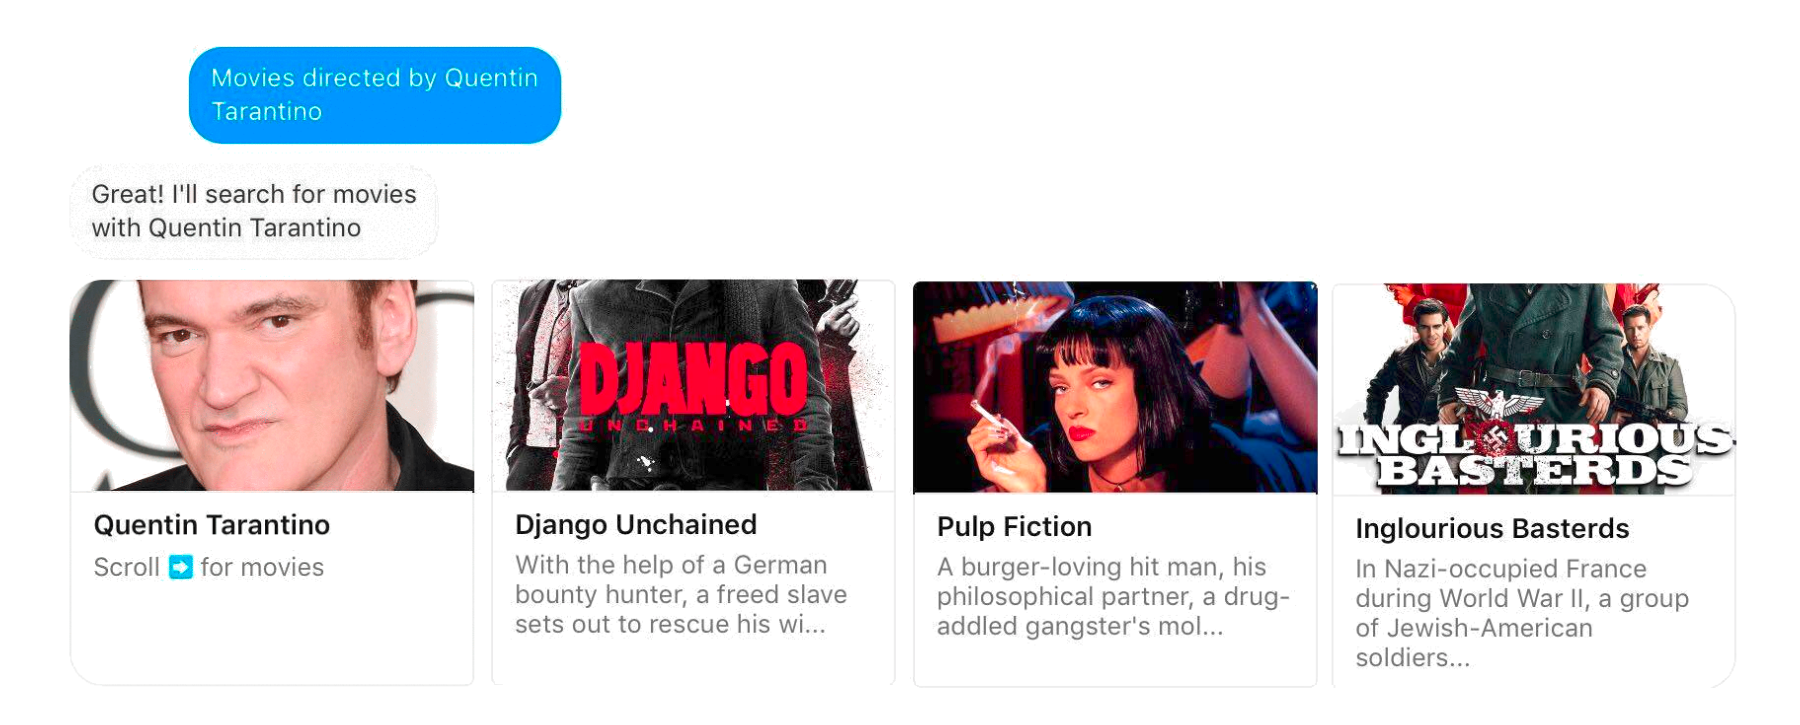 Movies directed by Quentin
Tarantino
Great! I'll search for movies
with Quentin Tarantino
DJANGO
UNCHAINED
INGLOURIOUS
BASTERDS
Quentin Tarantino
Scroll ➡️ for movies
Django Unchained
With the help of a German
bounty hunter, a freed slave
sets out to rescue his wi...
Pulp Fiction
A burger-loving hit man, his
philosophical partner, a drug-
addled gangster's mol...
Inglourious Basterds
In Nazi-occupied France
during World War II, a group
of Jewish-American
soldiers...